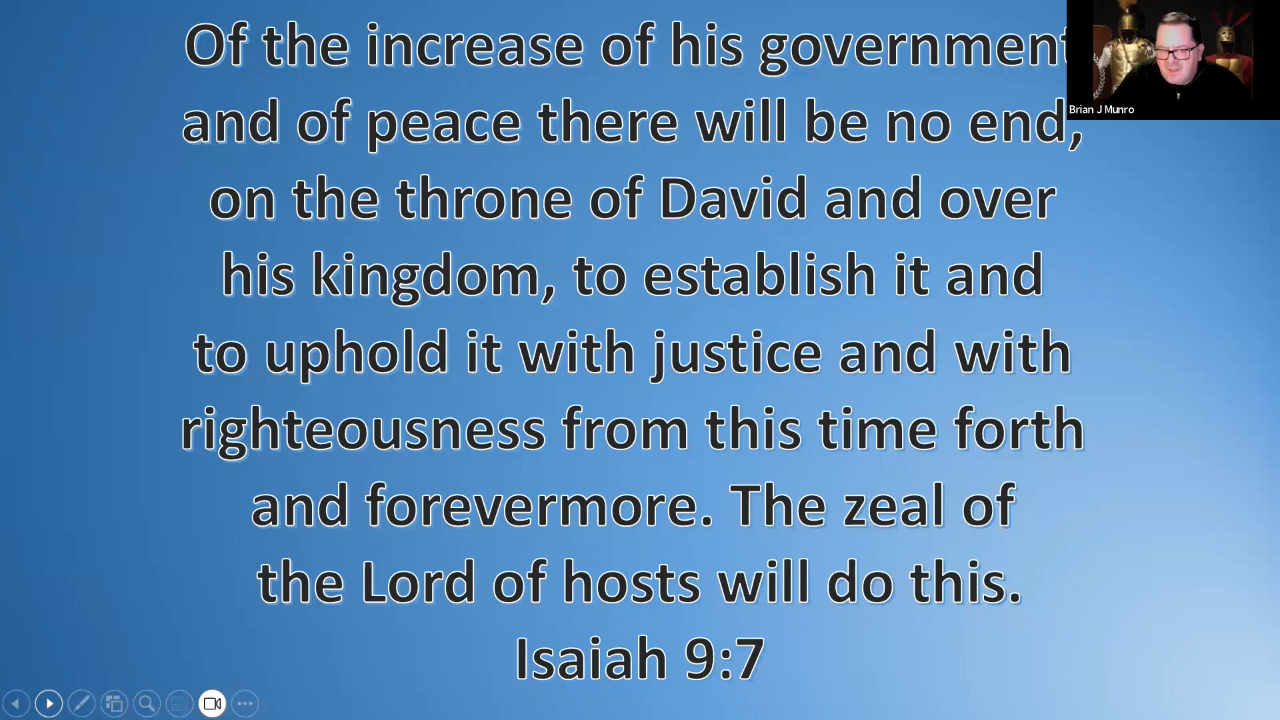 Of the increase of his government
and of peace there will be no end,
on the throne of David and over
his kingdom, to establish it and
to uphold it with justice and with
righteousness from this time forth
and forevermore. The zeal of
the Lord of hosts will do this.
Isaiah 9:7
Brian J Munro